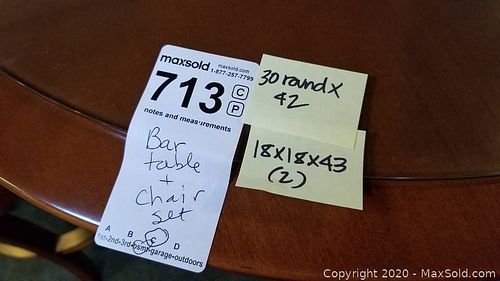 maxsold maxsold.com
1-877-257-7799
713 C
P
notes and measurements
Bar
table
+
chair
set
A B C D
1st-2nd-3rd-bsmt-garage-outdoors
30 round x
42
18x18x43
(2)
Copyright 2020 - MaxSold.com